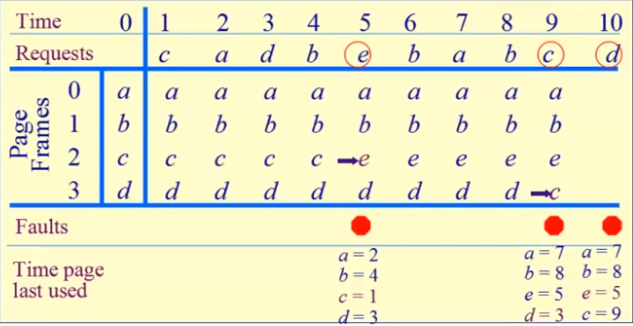 Time 0 1 2 3 4 5 6 7 8 9 10
Requests c a d b e b a b c d
Page Frames
0 a a a a a a a a a a
1 b b b b b b b b b b
2 c c c c c e e e e e
3 d d d d d d d d d c
Faults
Time page last used
a = 2 a = 7 a = 7
b = 4 b = 8 b = 8
c = 1 e = 5 e = 5
d = 3 d = 3 c = 9